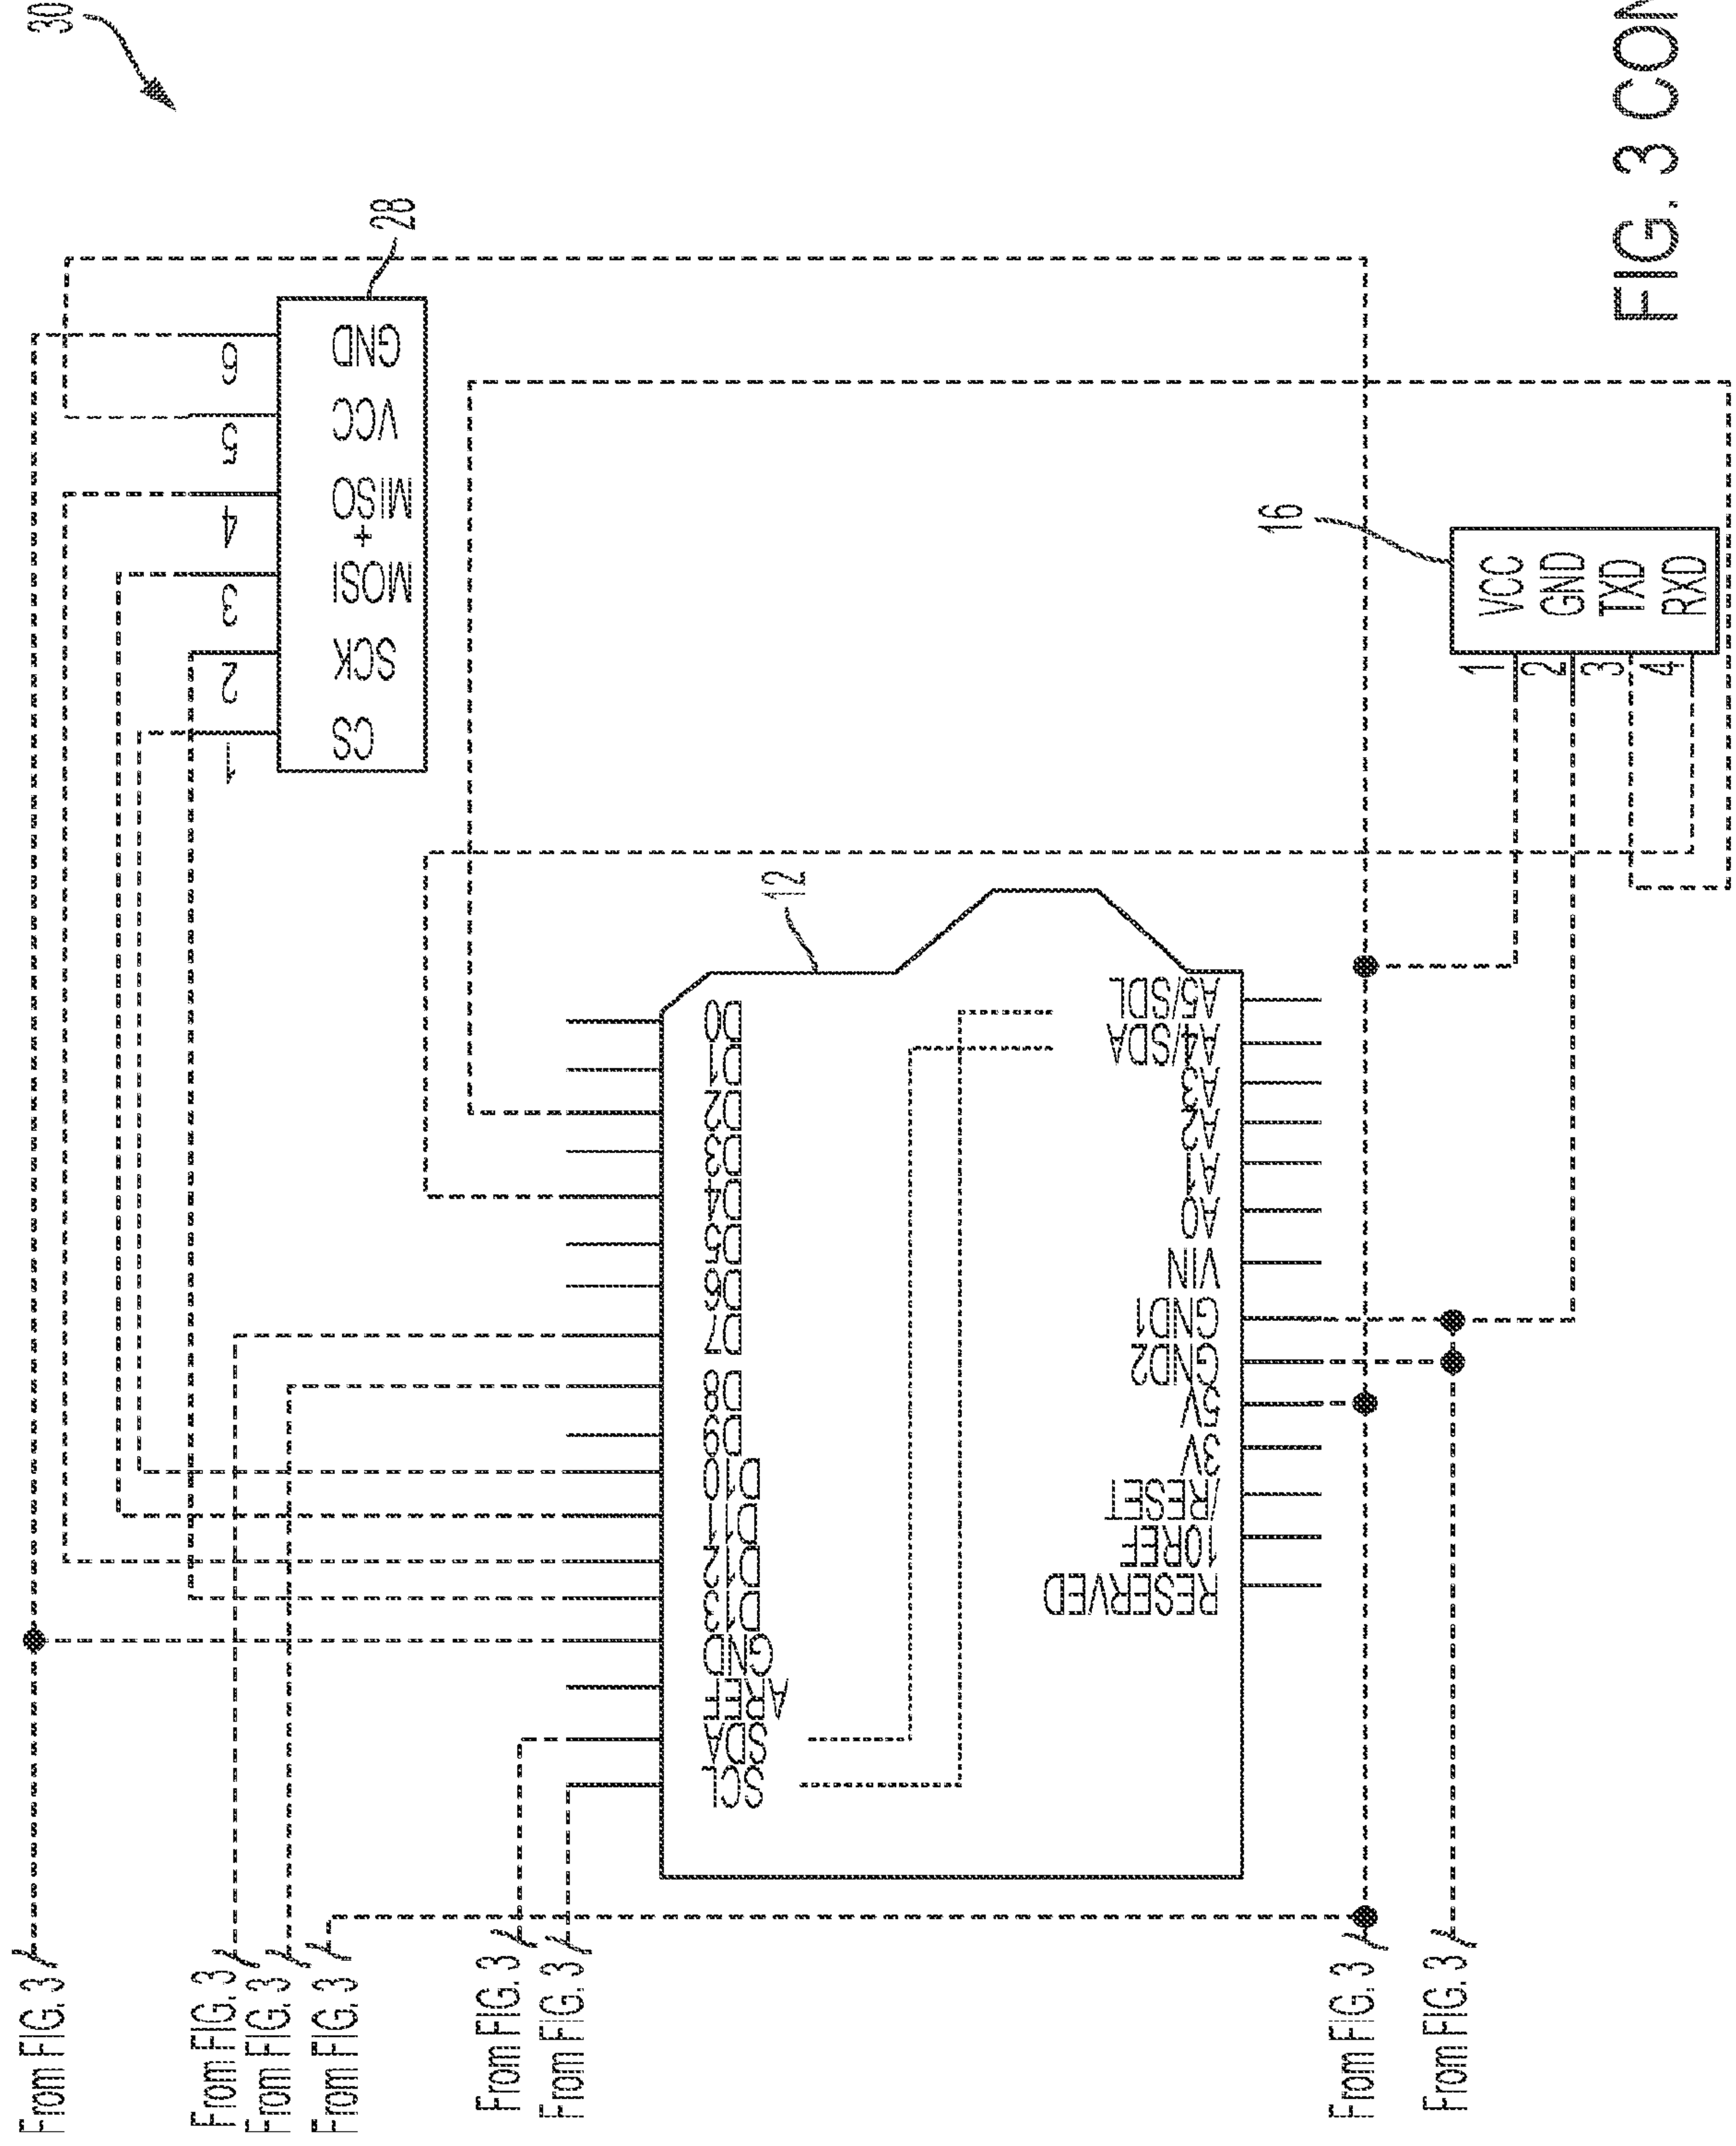 30
28
1
2
3
4
5
6
CS
SCK
MOSI
+
MISO
VCC
GND
12
SCL
SDA
AREF
GND
D13
D12
D11
D10
D9
D8
D7
D6
D5
D4
D3
D2
D1
D0
RESERVED
10REF
/RESET
3V
5V
GND2
GND1
VIN
A0
A1
A2
A3
A4/SDA
A5/SDL
16
1
2
3
4
VCC
GND
TXD
RXD
From FIG. 3
From FIG. 3
From FIG. 3
From FIG. 3
From FIG. 3
From FIG. 3
From FIG. 3
From FIG. 3
FIG. 3 CON